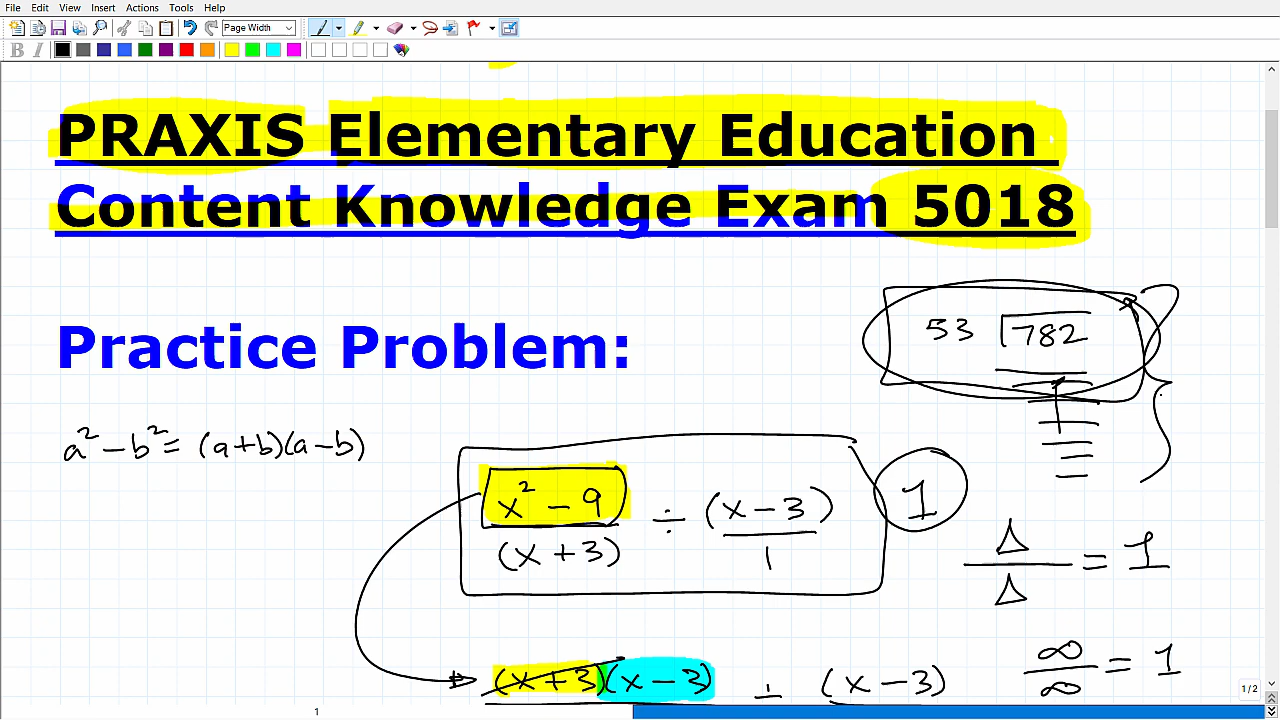 File Edit View Insert Actions Tools Help
Page Width
B I
PRAXIS Elementary Education
Content Knowledge Exam 5018
Practice Problem:
53 782
a² - b² = (a+b)(a-b)
x² - 9 ÷ (x - 3) 1
(x + 3) 1
Δ = 1
Δ
∞ = 1
∞
(x+3)(x-3) ÷ (x-3)
1/2
1